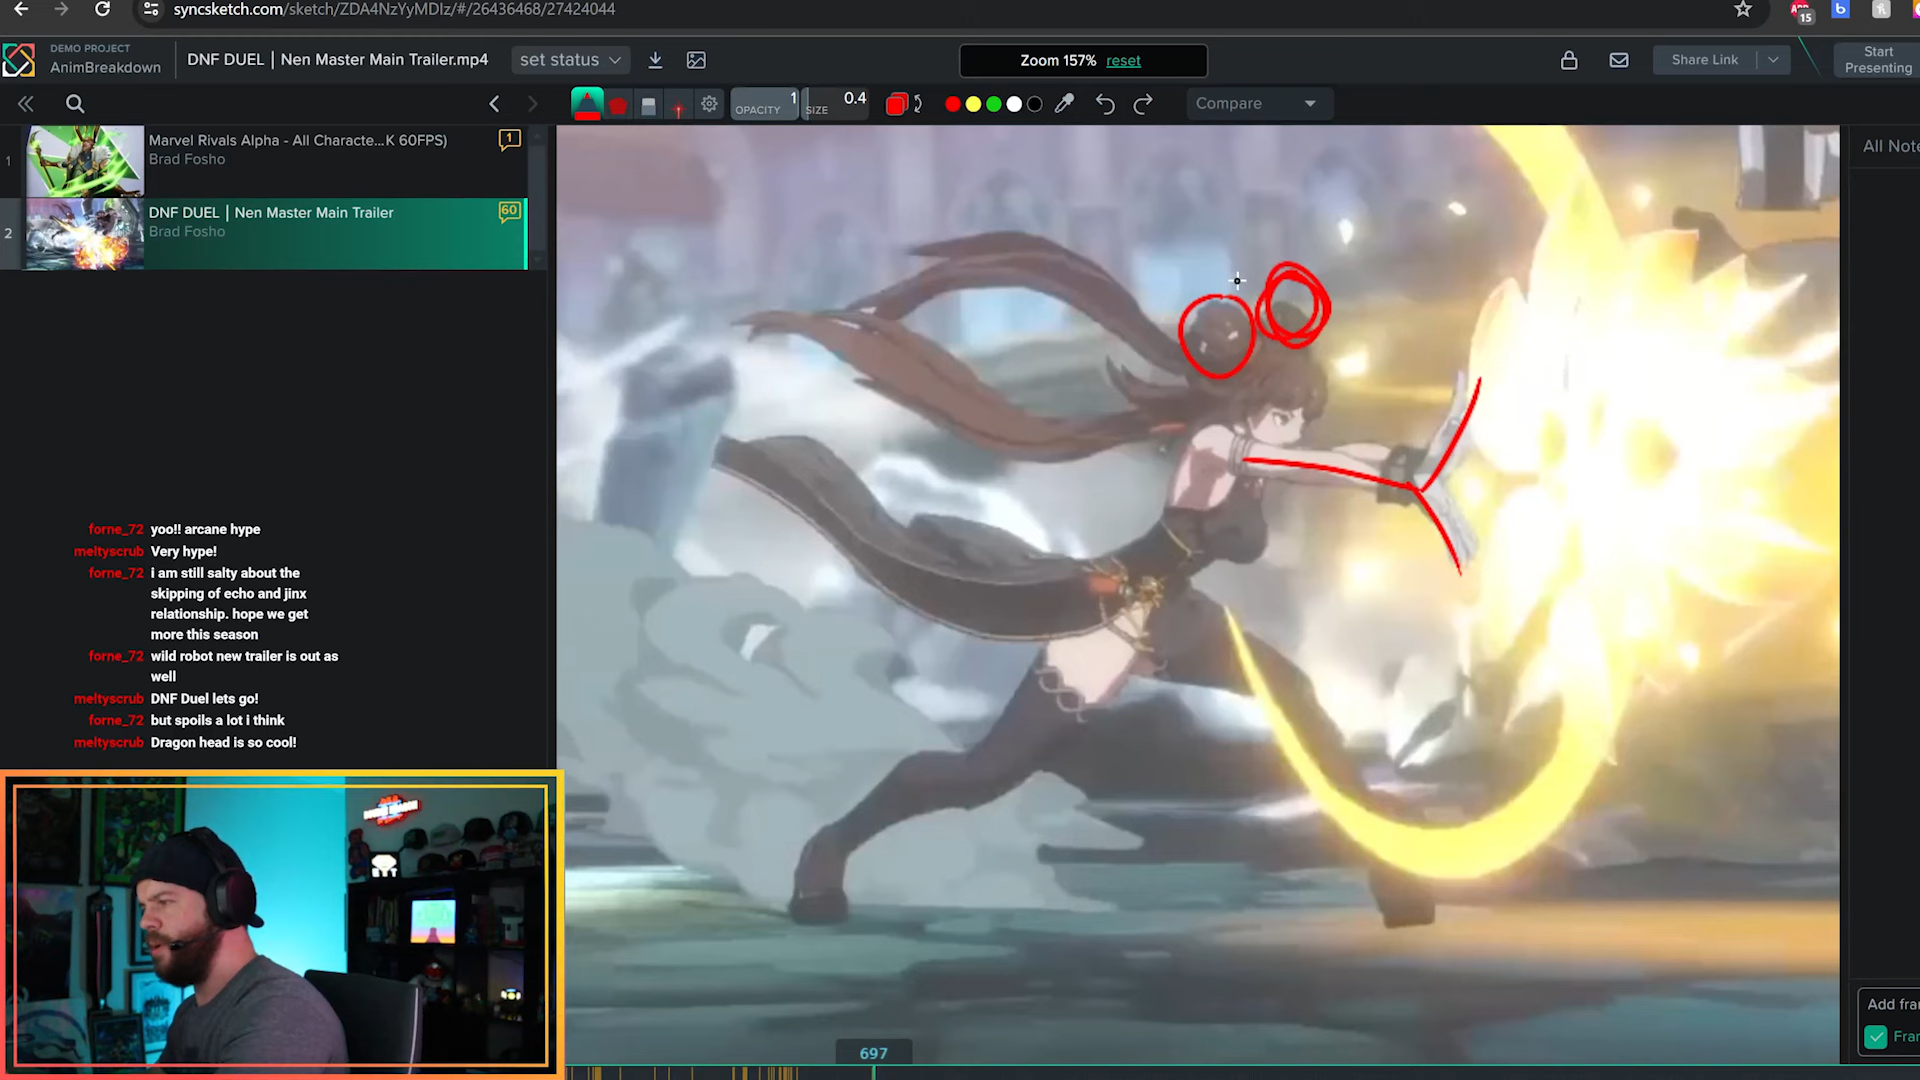 syncsketch.com/sketch/ZDA4NzYyMDIz/#/26436468/27424044
15
DEMO PROJECT
AnimBreakdown
DNF DUEL | Nen Master Main Trailer.mp4
set status
Zoom 157% reset
Share Link
Start
Presenting
OPACITY 1
SIZE 0.4
Compare
1
Marvel Rivals Alpha - All Characte...K 60FPS)
Brad Fosho
1
2
DNF DUEL | Nen Master Main Trailer
Brad Fosho
60
All Note
forne_72 yoo!! arcane hype
meltyscrub Very hype!
forne_72 i am still salty about the
skipping of echo and jinx
relationship. hope we get
more this season
forne_72 wild robot new trailer is out as
well
meltyscrub DNF Duel lets go!
forne_72 but spoils a lot i think
meltyscrub Dragon head is so cool!
Add fra
Fra
697